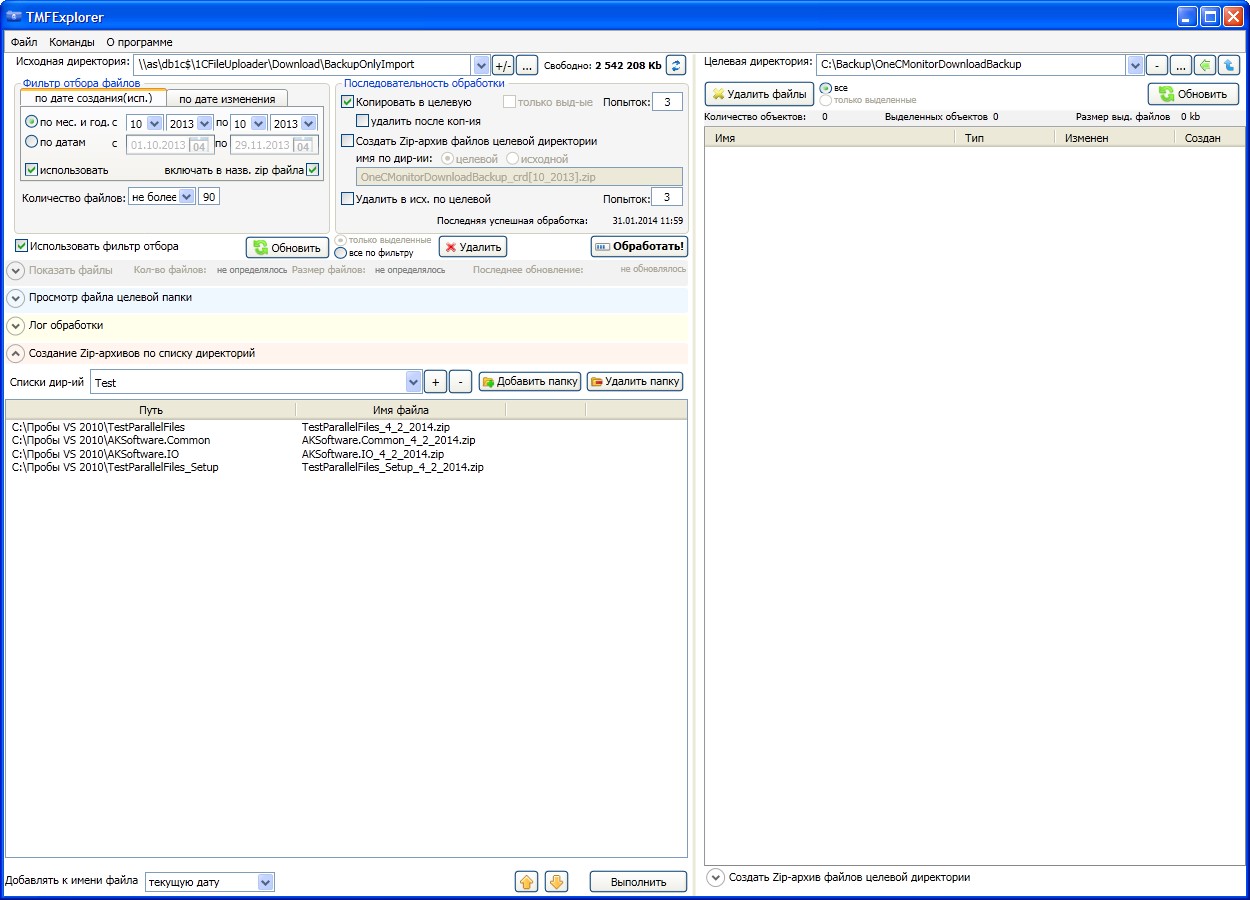 TMFExplorer
Файл Команды О программе
Исходная директория: \\as\db1c$\1CFileUploader\Download\BackupOnlyImport +/- ... Свободно: 2 542 208 Kb
Фильтр отбора файлов
по дате создания(исп.) по дате изменения
по мес. и год. с 10 2013 по 10 2013
по датам с 01.10.2013 04 по 29.11.2013 04
использовать включать в назв. zip файла
Количество файлов: не более 90
Использовать фильтр отбора Обновить
Последовательность обработки
Копировать в целевую только выд-ые Попыток: 3
удалить после коп-ия
Создать Zip-архив файлов целевой директории
имя по дир-ии: целевой исходной
OneCMonitorDownloadBackup_crd[10_2013].zip
Удалить в исх. по целевой Попыток: 3
Последняя успешная обработка: 31.01.2014 11:59
только выделенные
все по фильтру
Удалить Обработать!
Показать файлы Кол-во файлов: не определялось Размер файлов: не определялось Последнее обновление: не обновлялось
Просмотр файла целевой папки
Лог обработки
Создание Zip-архивов по списку директорий
Списки дир-ий Test + - Добавить папку Удалить папку
Путь Имя файла
C:\Пробы VS 2010\TestParallelFiles TestParallelFiles_4_2_2014.zip
C:\Пробы VS 2010\AKSoftware.Common AKSoftware.Common_4_2_2014.zip
C:\Пробы VS 2010\AKSoftware.IO AKSoftware.IO_4_2_2014.zip
C:\Пробы VS 2010\TestParallelFiles_Setup TestParallelFiles_Setup_4_2_2014.zip
Добавлять к имени файла текущую дату Выполнить
Целевая директория: C:\Backup\OneCMonitorDownloadBackup - ...
Удалить файлы все
только выделенные
Обновить
Количество объектов: 0 Выделенных объектов 0 Размер выд. файлов 0 kb
Имя Тип Изменен Создан
Создать Zip-архив файлов целевой директории